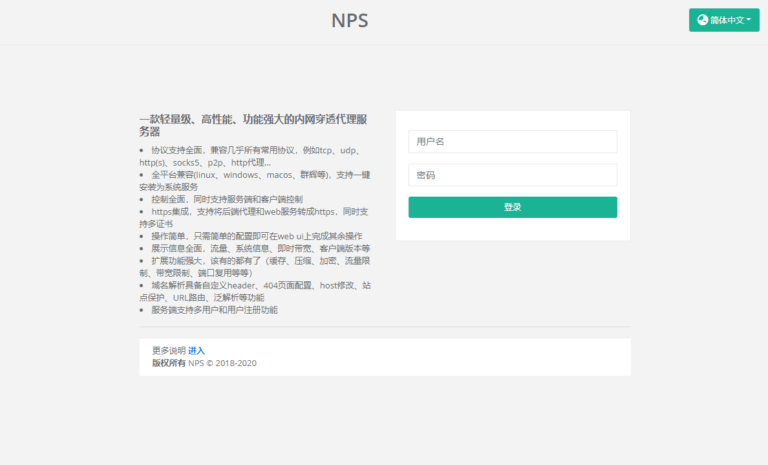 NPS
简体中文
一款轻量级、高性能、功能强大的内网穿透代理服
务器
• 协议支持全面，兼容几乎所有常用协议，例如tcp、udp、
http(s)、socks5、p2p、http代理...
• 全平台兼容(linux、windows、macos、群辉等)，支持一键
安装为系统服务
• 控制全面，同时支持服务端和客户端控制
• https集成，支持将后端代理和web服务转成https，同时支
持多证书
• 操作简单，只需简单的配置即可在web ui上完成其余操作
• 展示信息全面，流量、系统信息、即时带宽、客户端版本等
• 扩展功能强大，该有的都有了（缓存、压缩、加密、流量限
制、带宽限制、端口复用等等）
• 域名解析具备自定义header、404页面配置、host修改、站
点保护、URL路由、泛解析等功能
• 服务端支持多用户和用户注册功能
用户名
密码
登录
更多说明 进入
版权所有 NPS © 2018-2020